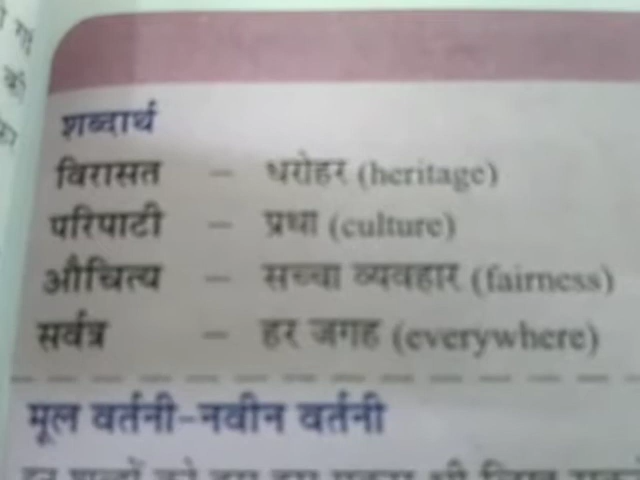 शब्दार्थ
विरासत – धरोहर (heritage)
परिपाटी – प्रथा (culture)
औचित्य – सच्चा व्यवहार (fairness)
सर्वत्र – हर जगह (everywhere)
मूल वर्तनी-नवीन वर्तनी